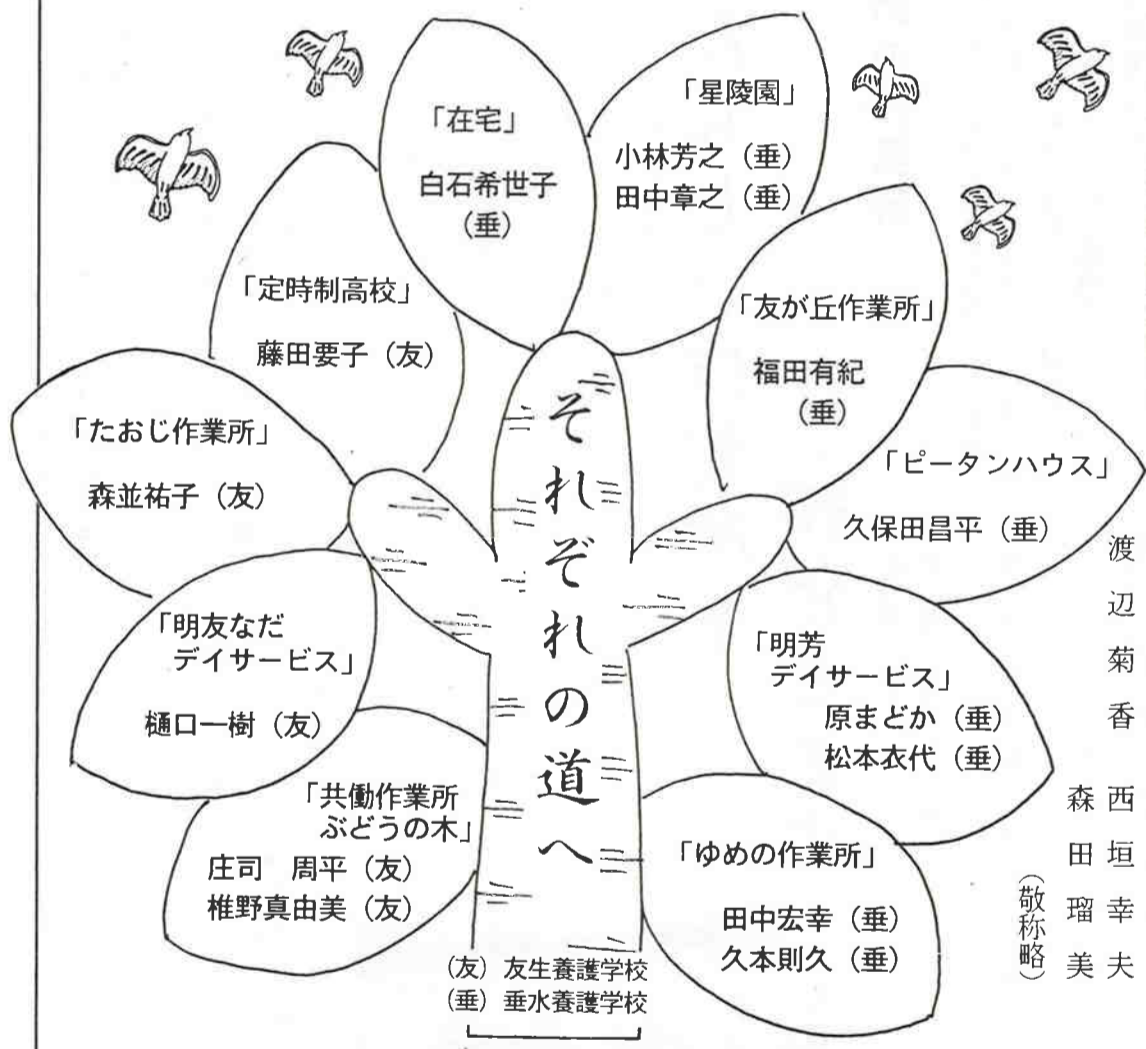 「在宅」
白石希世子
(垂)
「星陵園」
小林芳之(垂)
田中章之(垂)
「定時制高校」
藤田要子(友)
「友が丘作業所」
福田有紀
(垂)
「たおじ作業所」
森並祐子(友)
「ピータンハウス」
久保田昌平(垂)
「明友なだ
デイサービス」
樋口一樹(友)
「明芳
デイサービス」
原まどか(垂)
松本衣代(垂)
「共働作業所
ぶどうの木」
庄司 周平(友)
椎野真由美(友)
「ゆめの作業所」
田中宏幸(垂)
久本則久(垂)
それぞれの道へ
(友)友生養護学校
(垂)垂水養護学校
渡辺菊香 西垣幸夫
森田瑠美
(敬称略)